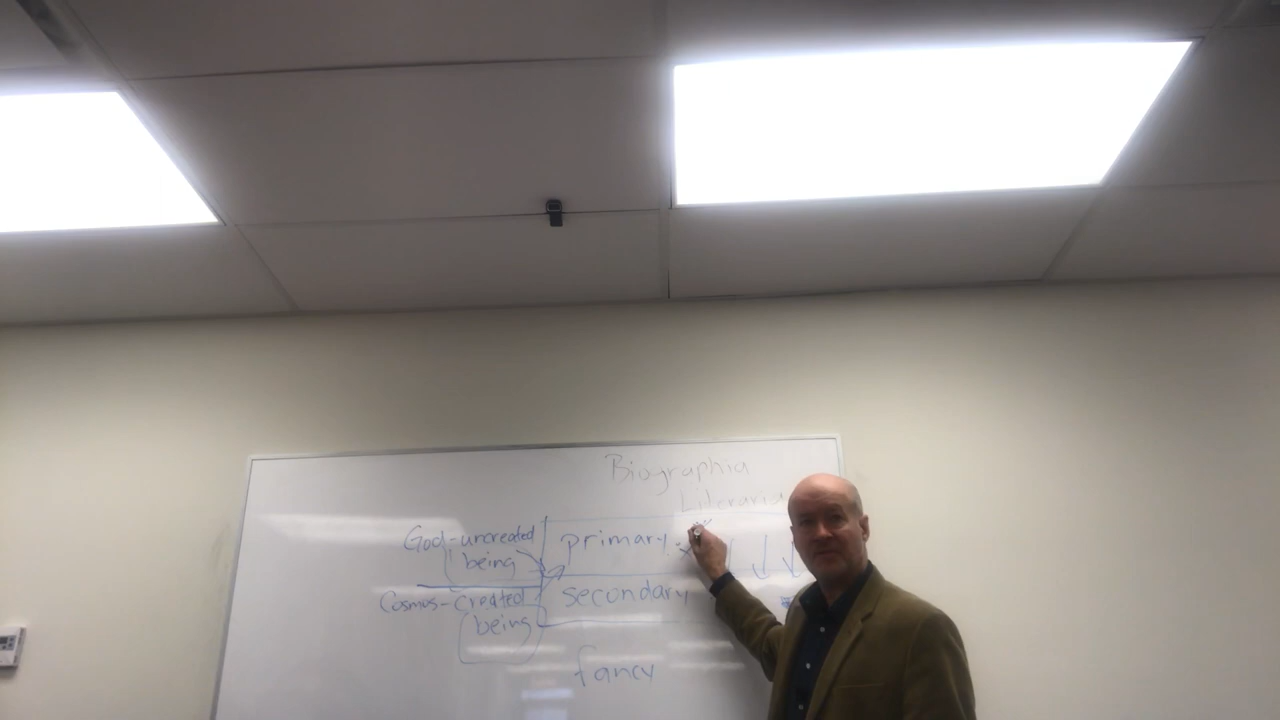 Biographia
Literaria
God-uncreated
being
primary
Cosmos-created
being
secondary
fancy